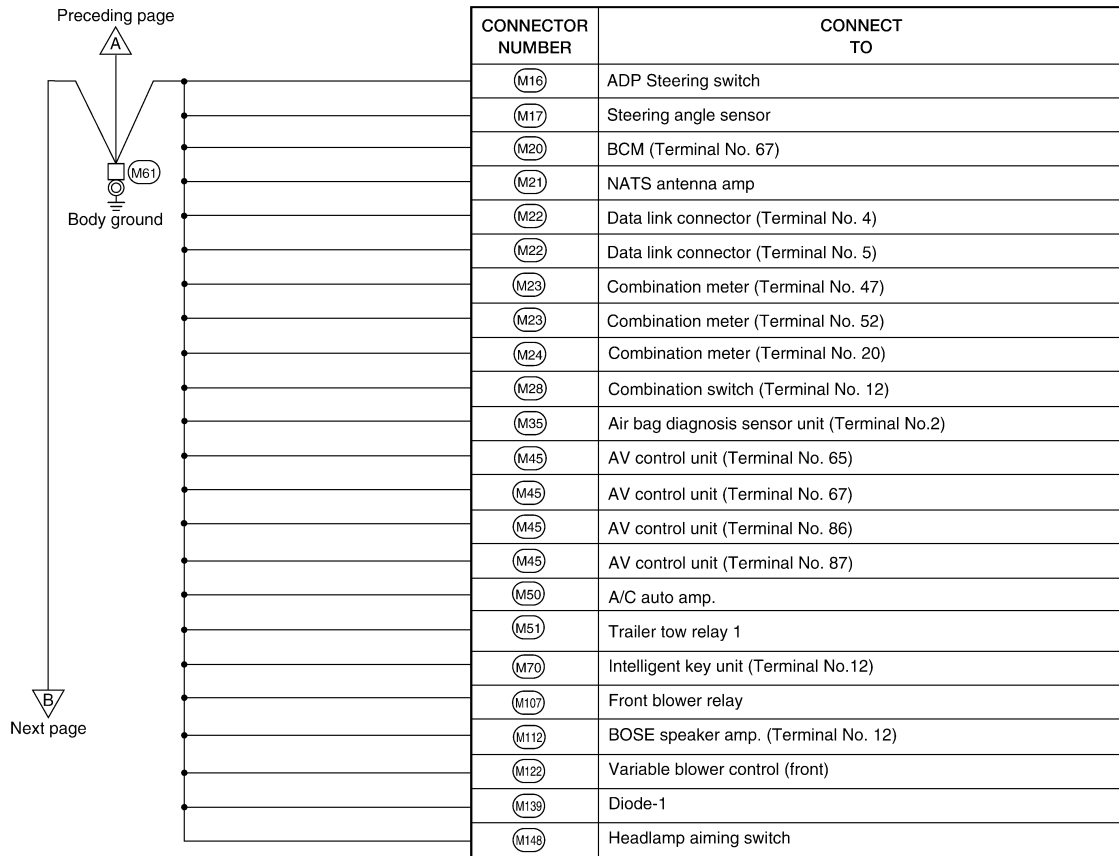 Preceding page
A
M61
Body ground
B
Next page
CONNECTOR NUMBER CONNECT TO
M16 ADP Steering switch
M17 Steering angle sensor
M20 BCM (Terminal No. 67)
M21 NATS antenna amp
M22 Data link connector (Terminal No. 4)
M22 Data link connector (Terminal No. 5)
M23 Combination meter (Terminal No. 47)
M23 Combination meter (Terminal No. 52)
M24 Combination meter (Terminal No. 20)
M28 Combination switch (Terminal No. 12)
M35 Air bag diagnosis sensor unit (Terminal No.2)
M45 AV control unit (Terminal No. 65)
M45 AV control unit (Terminal No. 67)
M45 AV control unit (Terminal No. 86)
M45 AV control unit (Terminal No. 87)
M50 A/C auto amp.
M51 Trailer tow relay 1
M70 Intelligent key unit (Terminal No.12)
M107 Front blower relay
M112 BOSE speaker amp. (Terminal No. 12)
M122 Variable blower control (front)
M139 Diode-1
M148 Headlamp aiming switch